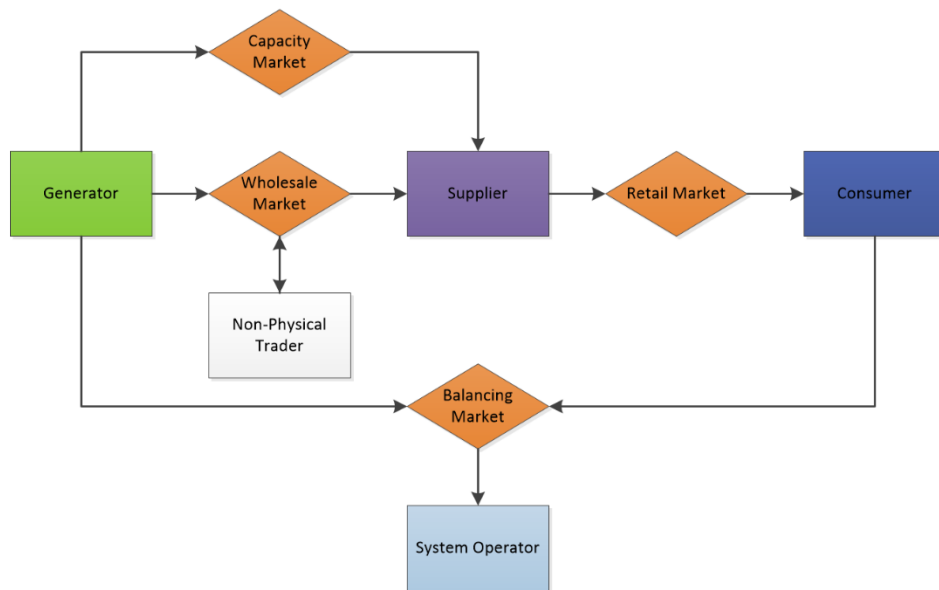 Capacity
Market
Generator
Wholesale
Market
Supplier
Retail Market
Consumer
Non-Physical
Trader
Balancing
Market
System Operator